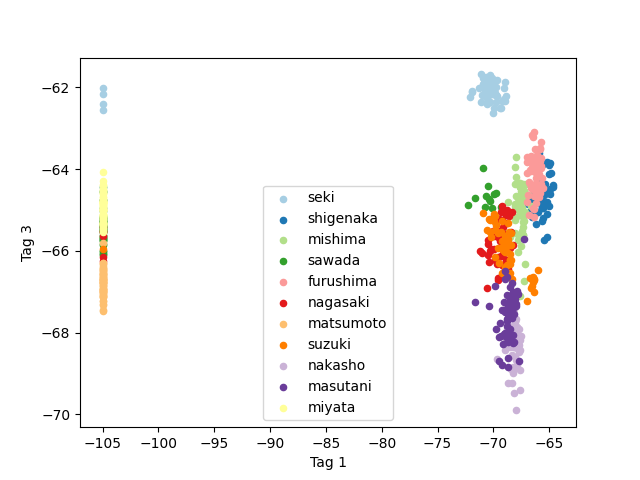 −62
−64
−66
−68
−70
Tag 3
seki
shigenaka
mishima
sawada
furushima
nagasaki
matsumoto
suzuki
nakasho
masutani
miyata
−105 −100 −95 −90 −85 −80 −75 −70 −65
Tag 1